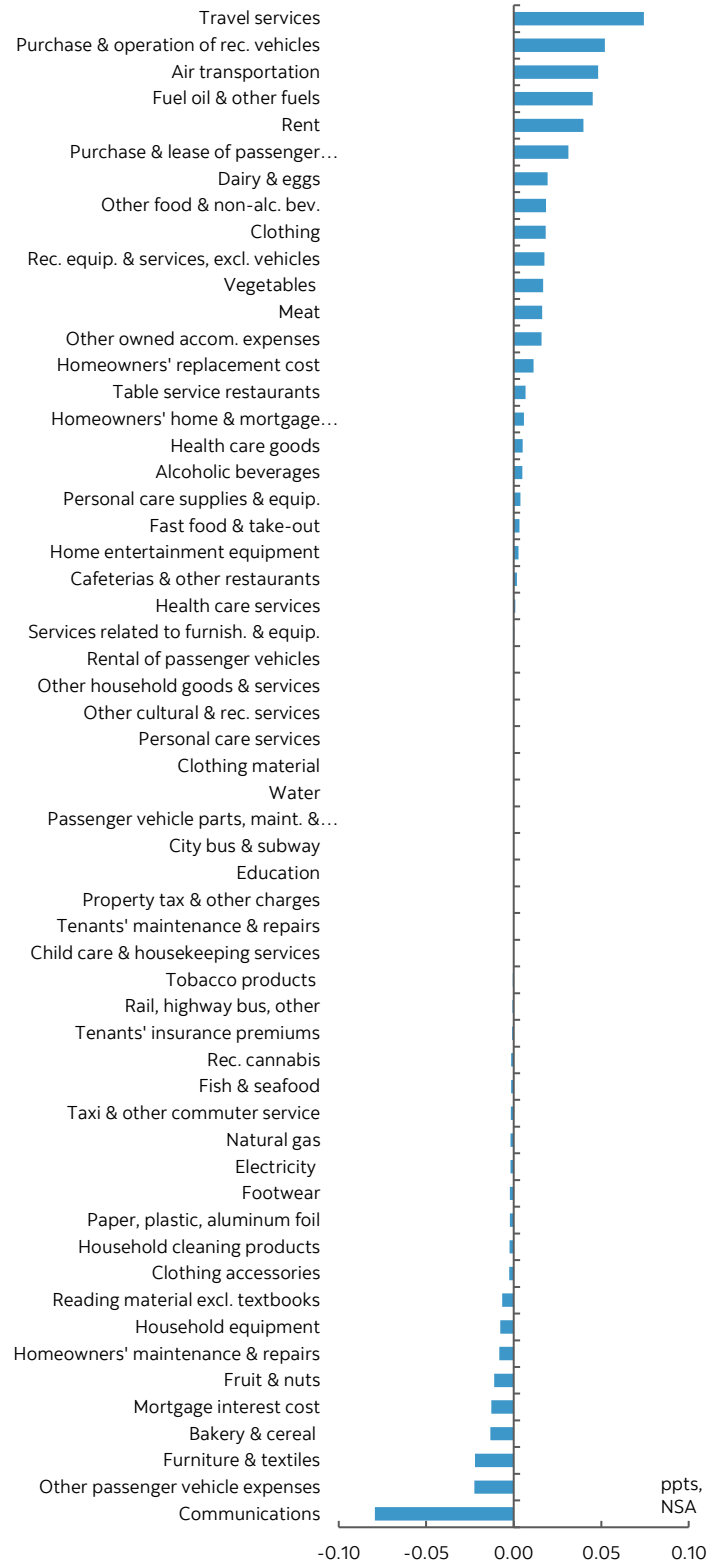 Travel services
Purchase & operation of rec. vehicles
Air transportation
Fuel oil & other fuels
Rent
Purchase & lease of passenger…
Dairy & eggs
Other food & non-alc. bev.
Clothing
Rec. equip. & services, excl. vehicles
Vegetables
Meat
Other owned accom. expenses
Homeowners' replacement cost
Table service restaurants
Homeowners' home & mortgage…
Health care goods
Alcoholic beverages
Personal care supplies & equip.
Fast food & take-out
Home entertainment equipment
Cafeterias & other restaurants
Health care services
Services related to furnish. & equip.
Rental of passenger vehicles
Other household goods & services
Other cultural & rec. services
Personal care services
Clothing material
Water
Passenger vehicle parts, maint. &…
City bus & subway
Education
Property tax & other charges
Tenants' maintenance & repairs
Child care & housekeeping services
Tobacco products
Rail, highway bus, other
Tenants' insurance premiums
Rec. cannabis
Fish & seafood
Taxi & other commuter service
Natural gas
Electricity
Footwear
Paper, plastic, aluminum foil
Household cleaning products
Clothing accessories
Reading material excl. textbooks
Household equipment
Homeowners' maintenance & repairs
Fruit & nuts
Mortgage interest cost
Bakery & cereal
Furniture & textiles
Other passenger vehicle expenses
Communications
ppts,
NSA
-0.10 -0.05 0.00 0.05 0.10